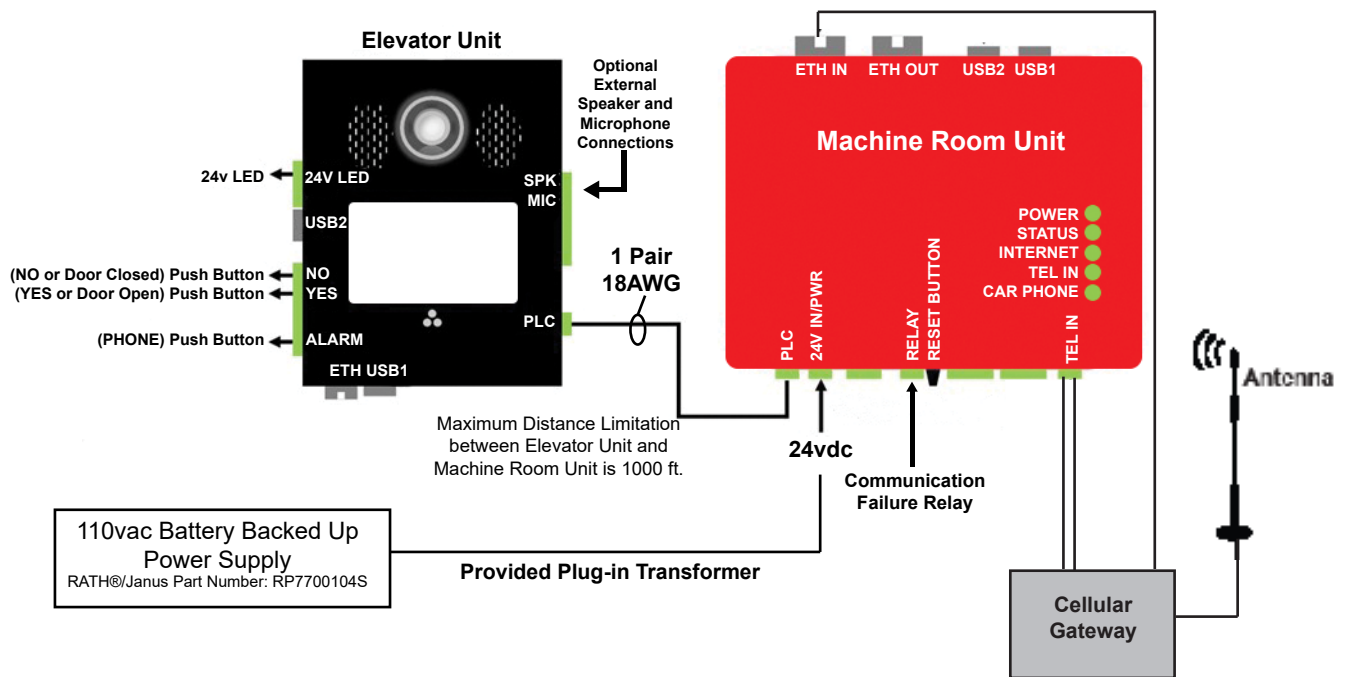 Elevator Unit
Optional
External
Speaker and
Microphone
Connections
24v LED
24V LED
SPK
MIC
USB2
(NO or Door Closed) Push Button
NO
(YES or Door Open) Push Button
YES
(PHONE) Push Button
ALARM
PLC
ETH USB1
1 Pair
18AWG
Maximum Distance Limitation
between Elevator Unit and
Machine Room Unit is 1000 ft.
ETH IN
ETH OUT
USB2
USB1
Machine Room Unit
POWER
STATUS
INTERNET
TEL IN
CAR PHONE
PLC
24V IN/PWR
RELAY
RESET BUTTON
TEL IN
24vdc
Communication
Failure Relay
Antenna
110vac Battery Backed Up
Power Supply
RATH®/Janus Part Number: RP7700104S
Provided Plug-in Transformer
Cellular
Gateway